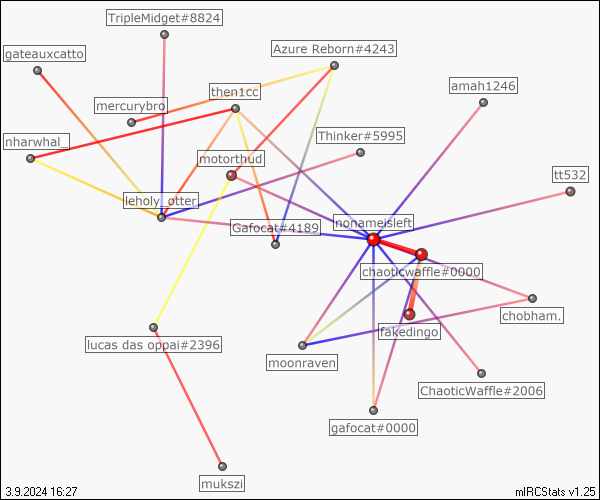 TripleMidget#8824
gateauxcatto
Azure Reborn#4243
amah1246
then1cc
mercurybro
Thinker#5995
nharwhal_
motorthud
tt532
leholy_otter
nonameisleft
Gafocat#4189
chaoticwaffle#0000
chobham.
fakedingo
lucas das oppai#2396
moonraven
ChaoticWaffle#2006
gafocat#0000
mukszi
3.9.2024 16:27
mIRCStats v1.25